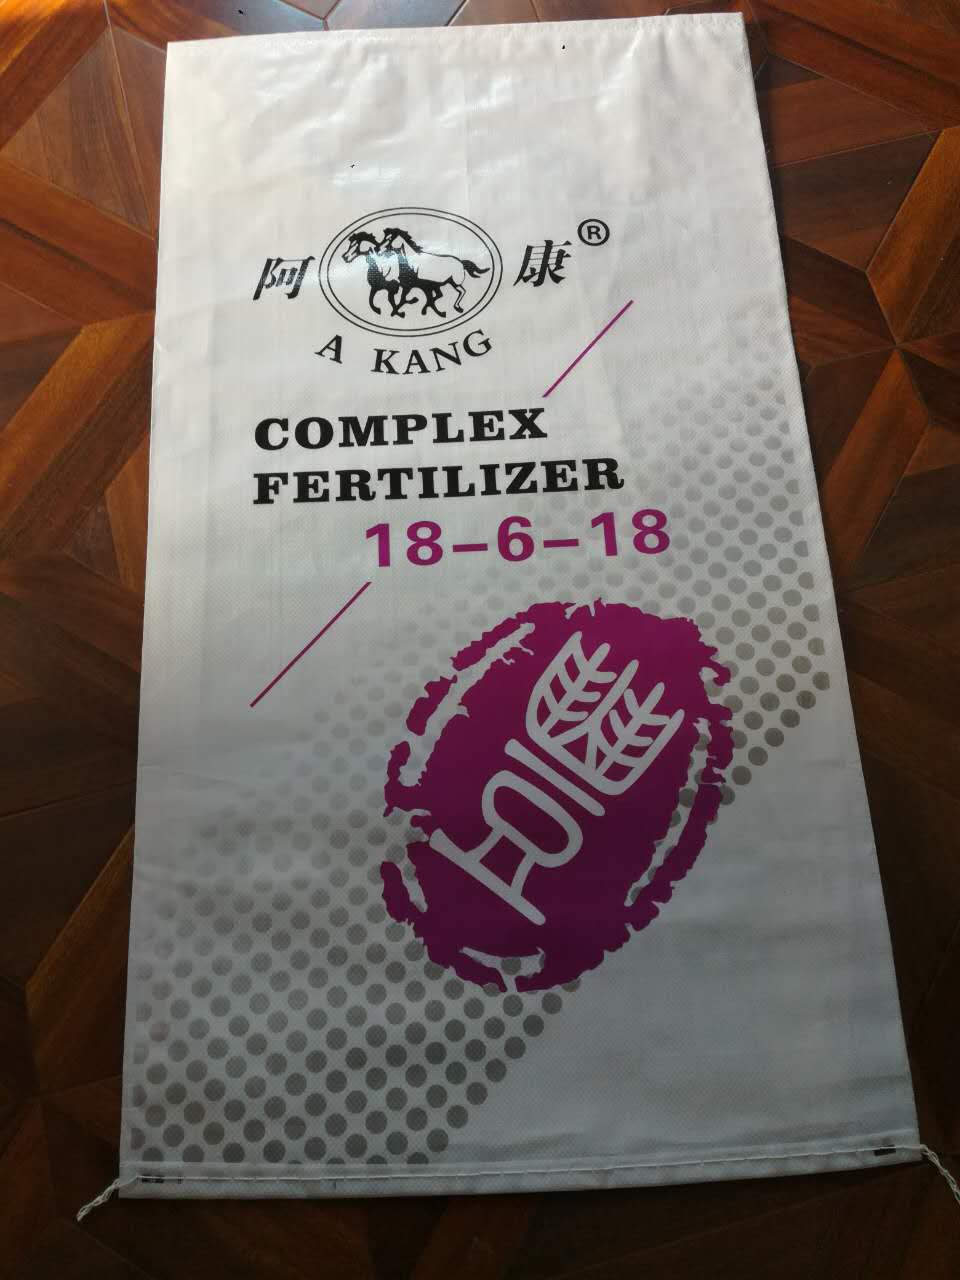 阿 康®
A KANG
COMPLEX
FERTILIZER
18-6-18